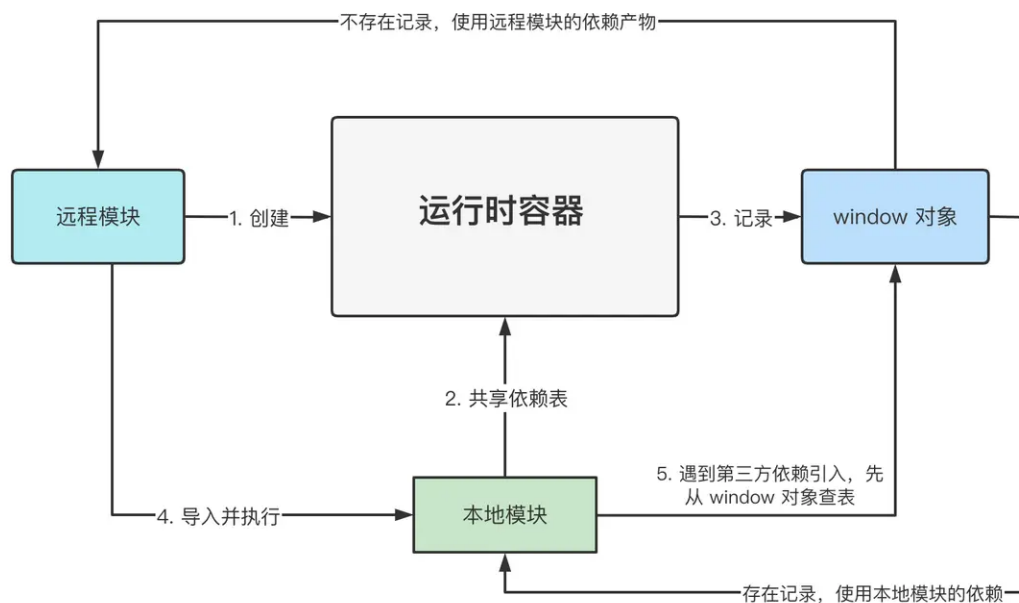 不存在记录，使用远程模块的依赖产物
远程模块
1. 创建
运行时容器
3. 记录
window 对象
2. 共享依赖表
5. 遇到第三方依赖引入，先
从 window 对象查表
4. 导入并执行
本地模块
存在记录，使用本地模块的依赖